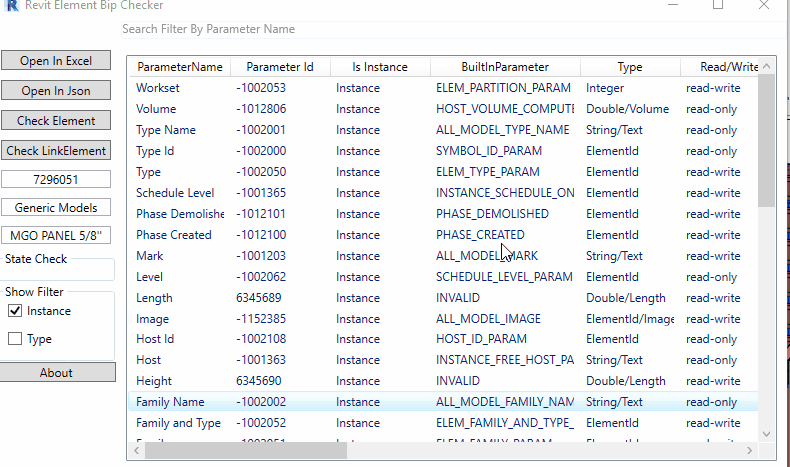 Revit Element Bip Checker
Search Filter By Parameter Name
Open In Excel
Open In Json
Check Element
Check LinkElement
7296051
Generic Models
MGO PANEL 5/8"
State Check
Show Filter
Instance
Type
About
ParameterName Parameter Id Is Instance BuiltInParameter Type Read/Write
Workset -1002053 Instance ELEM_PARTITION_PARAM Integer read-write
Volume -1012806 Instance HOST_VOLUME_COMPUTE Double/Volume read-only
Type Name -1002001 Instance ALL_MODEL_TYPE_NAME String/Text read-only
Type Id -1002000 Instance SYMBOL_ID_PARAM ElementId read-only
Type -1002050 Instance ELEM_TYPE_PARAM ElementId read-write
Schedule Level -1001365 Instance INSTANCE_SCHEDULE_ON ElementId read-write
Phase Demolishe -1012101 Instance PHASE_DEMOLISHED ElementId read-write
Phase Created -1012100 Instance PHASE_CREATED ElementId read-write
Mark -1001203 Instance ALL_MODEL_MARK String/Text read-write
Level -1002062 Instance SCHEDULE_LEVEL_PARAM ElementId read-only
Length 6345689 Instance INVALID Double/Length read-write
Image -1152385 Instance ALL_MODEL_IMAGE ElementId/Image read-write
Host Id -1002108 Instance HOST_ID_PARAM ElementId read-only
Host -1001363 Instance INSTANCE_FREE_HOST_PA String/Text read-only
Height 6345690 Instance INVALID Double/Length read-write
Family Name -1002002 Instance ALL_MODEL_FAMILY_NAM String/Text read-only
Family and Type -1002052 Instance ELEM_FAMILY_AND_TYPE_ ElementId read-write
Family -1002051 Instance ELEM_FAMILY_PARAM ElementId read-write